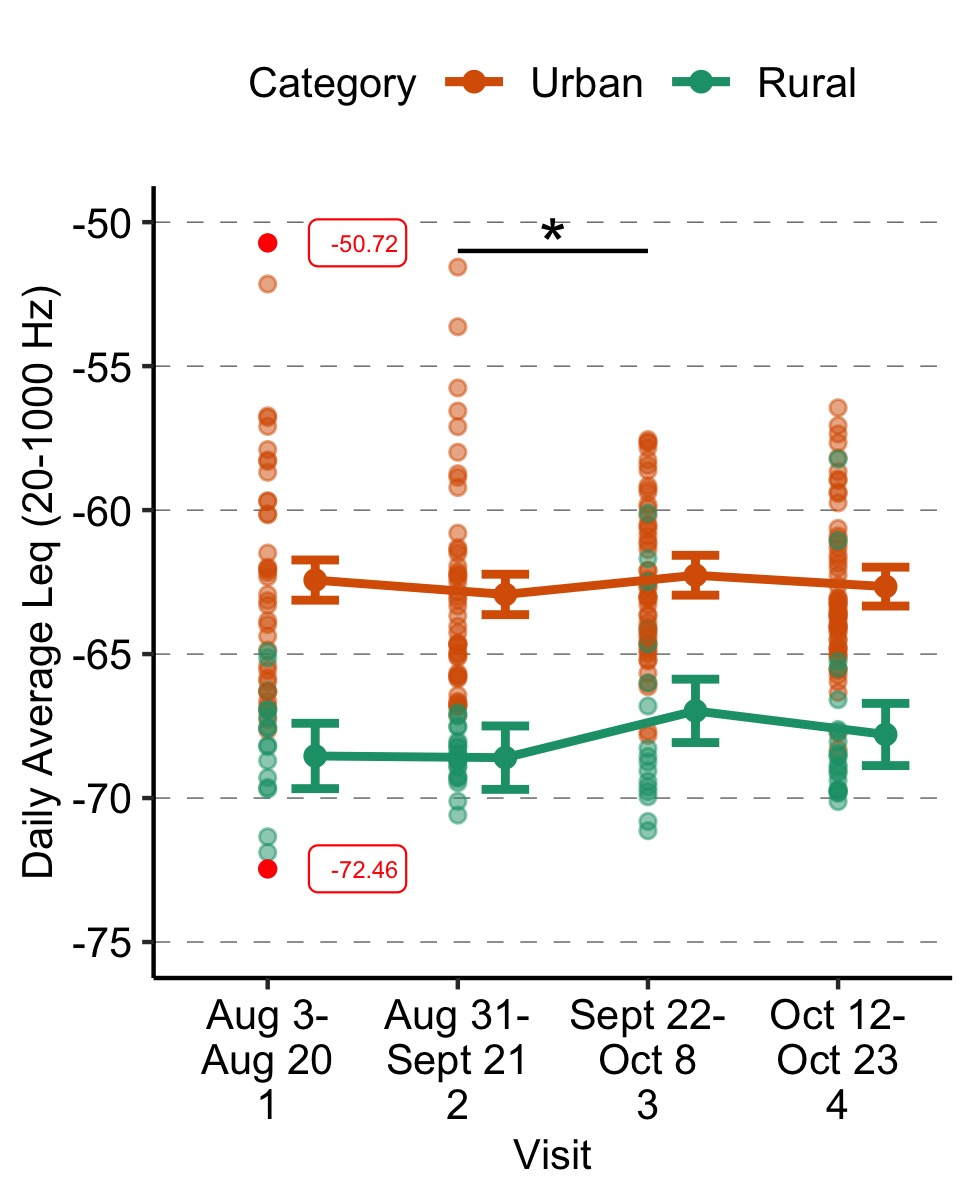 Category Urban Rural
Daily Average Leq (20-1000 Hz)
-50
-55
-60
-65
-70
-75
-50.72
*
-72.46
Aug 3- Aug 31- Sept 22- Oct 12-
Aug 20 Sept 21 Oct 8 Oct 23
1 2 3 4
Visit